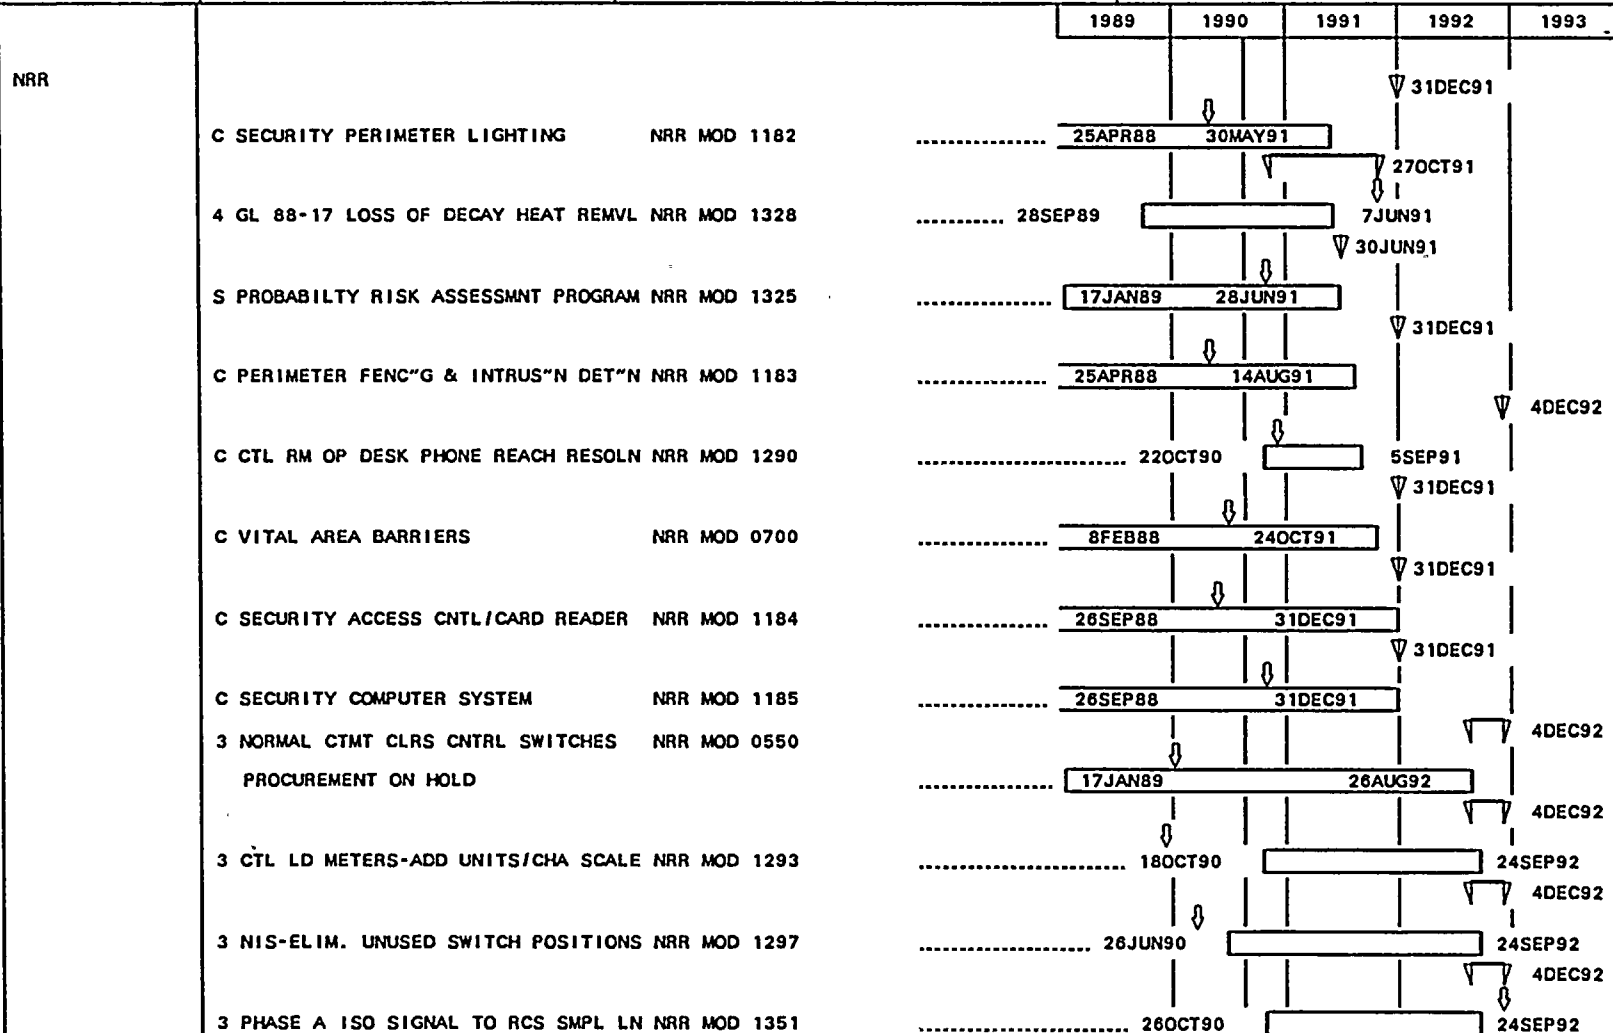 1989 1990 1991 1992 1993
NRR
31DEC91
C SECURITY PERIMETER LIGHTING NRR MOD 1182 25APR88 30MAY91
27OCT91
4 GL 88-17 LOSS OF DECAY HEAT REMVL NRR MOD 1328 28SEP89 7JUN91
30JUN91
S PROBABILTY RISK ASSESSMNT PROGRAM NRR MOD 1325 17JAN89 28JUN91
31DEC91
C PERIMETER FENC"G & INTRUS"N DET"N NRR MOD 1183 25APR88 14AUG91
4DEC92
C CTL RM OP DESK PHONE REACH RESOLN NRR MOD 1290 22OCT90 5SEP91
31DEC91
C VITAL AREA BARRIERS NRR MOD 0700 8FEB88 24OCT91
31DEC91
C SECURITY ACCESS CNTL/CARD READER NRR MOD 1184 26SEP88 31DEC91
31DEC91
C SECURITY COMPUTER SYSTEM NRR MOD 1185 26SEP88 31DEC91
4DEC92
3 NORMAL CTMT CLRS CNTRL SWITCHES NRR MOD 0550
PROCUREMENT ON HOLD 17JAN89 26AUG92
4DEC92
3 CTL LD METERS-ADD UNITS/CHA SCALE NRR MOD 1293 18OCT90 24SEP92
4DEC92
3 NIS-ELIM. UNUSED SWITCH POSITIONS NRR MOD 1297 26JUN90 24SEP92
4DEC92
3 PHASE A ISO SIGNAL TO RCS SMPL LN NRR MOD 1351 26OCT90 24SEP92